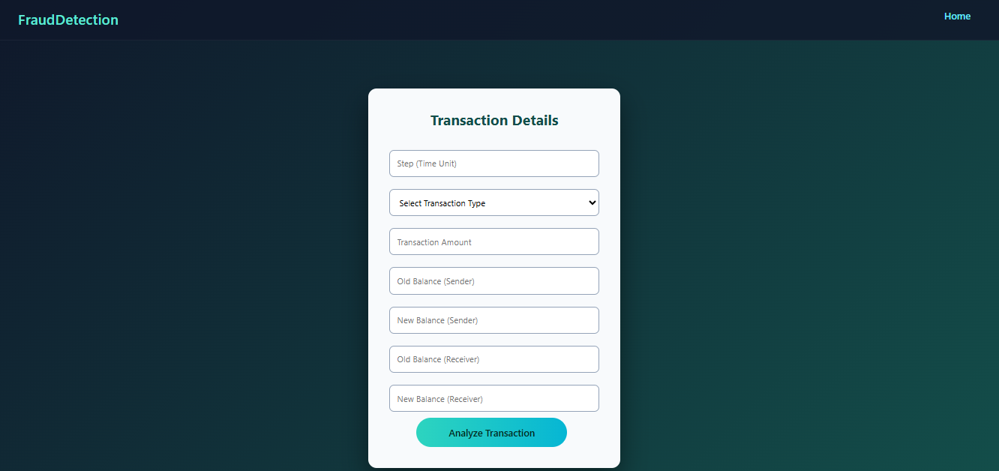 FraudDetection
Home
Transaction Details
Step (Time Unit)
Select Transaction Type
Transaction Amount
Old Balance (Sender)
New Balance (Sender)
Old Balance (Receiver)
New Balance (Receiver)
Analyze Transaction